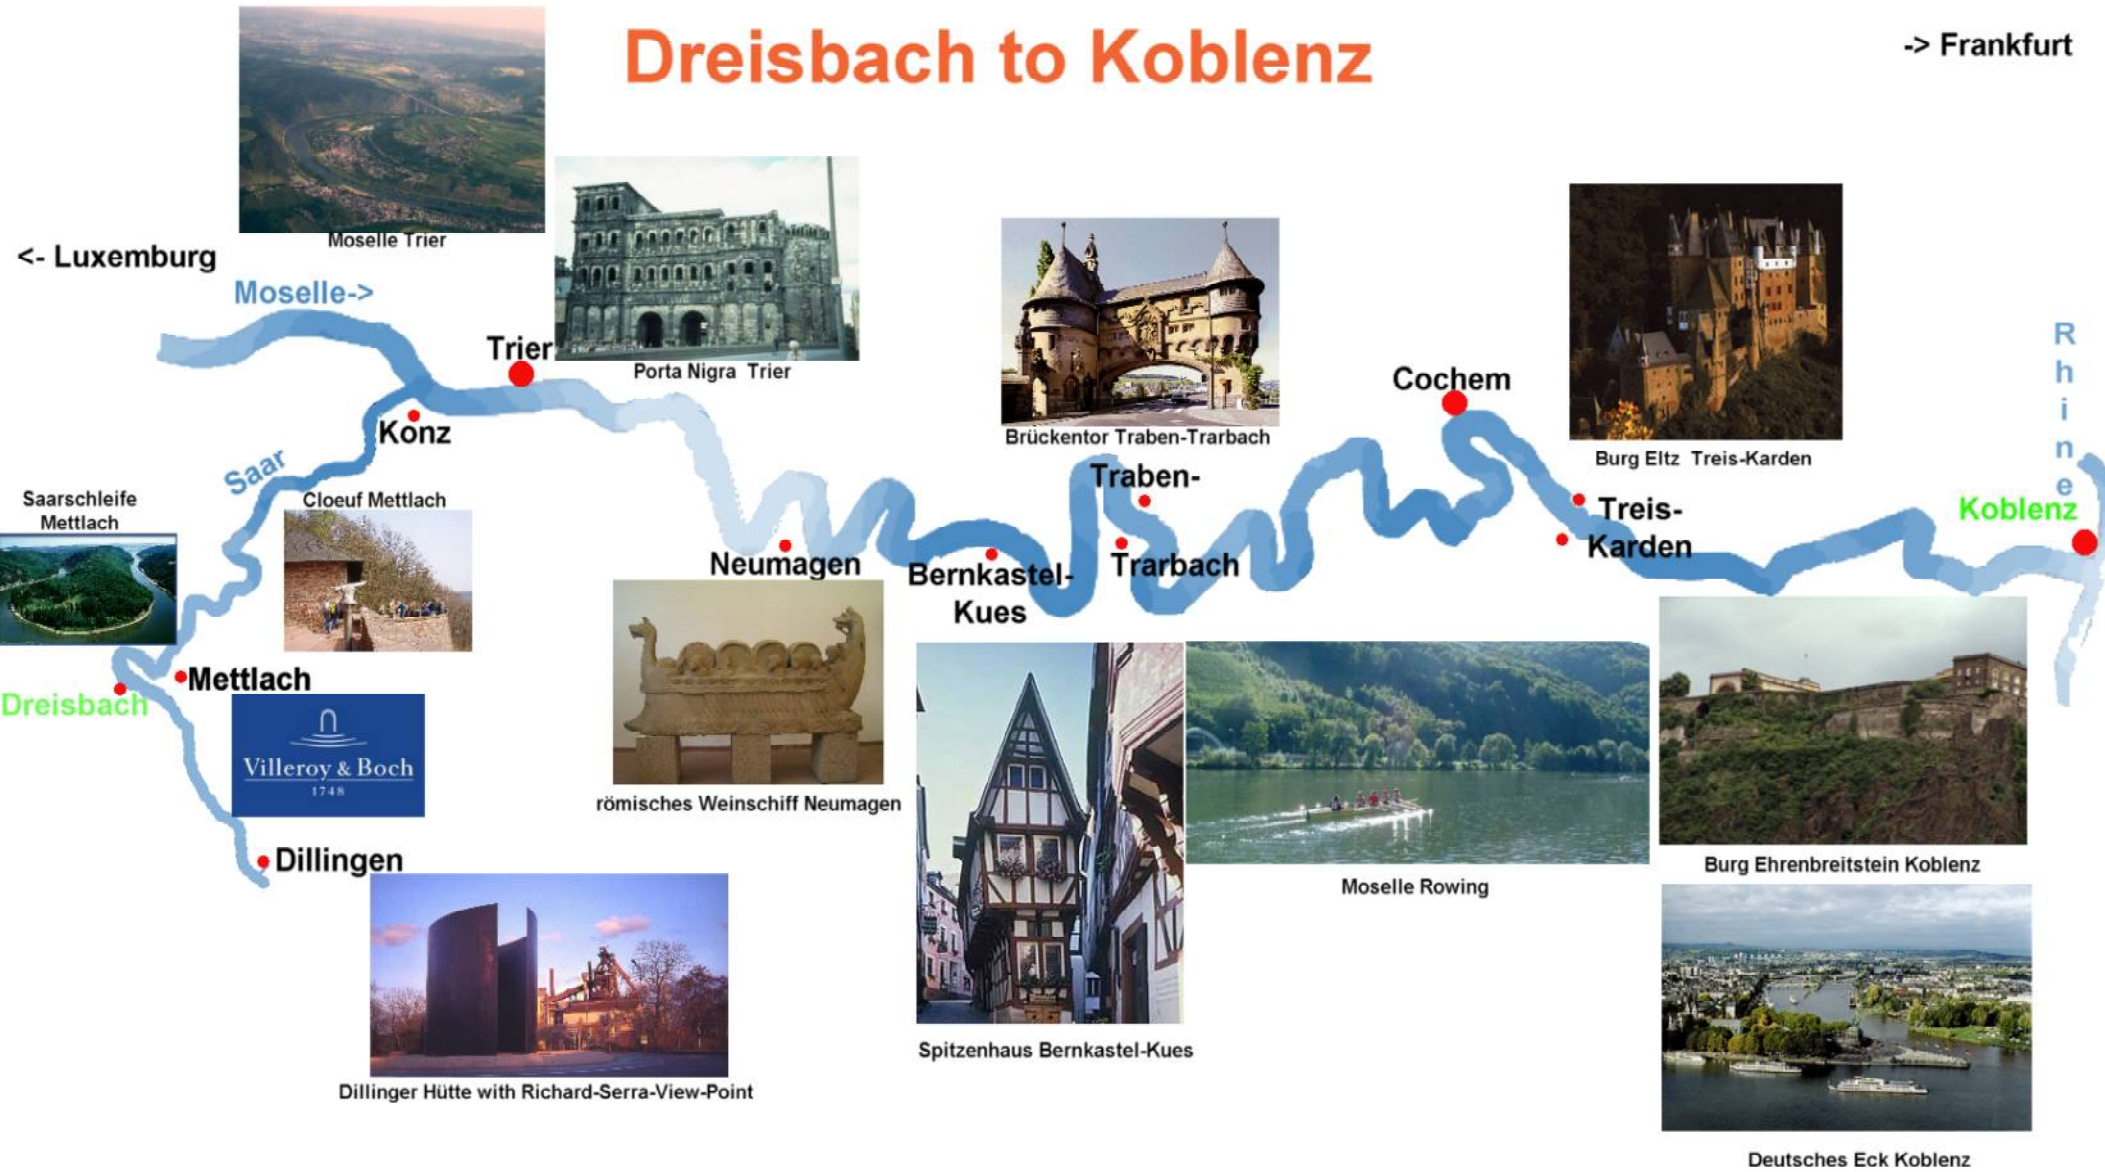 Dreisbach to Koblenz
-> Frankfurt
Moselle Trier
<- Luxemburg
Moselle->
Trier
Porta Nigra Trier
Konz
Saar
Saarschleife
Mettlach
Cloeuf Mettlach
Brückentor Traben-Trarbach
Traben-
Trarbach
Cochem
Burg Eltz Treis-Karden
Treis-
Karden
Rhine
Koblenz
Neumagen
Bernkastel-
Kues
Mettlach
Dreisbach
Villeroy & Boch
1748
Dillingen
römisches Weinschiff Neumagen
Moselle Rowing
Burg Ehrenbreitstein Koblenz
Spitzenhaus Bernkastel-Kues
Dillinger Hütte with Richard-Serra-View-Point
Deutsches Eck Koblenz